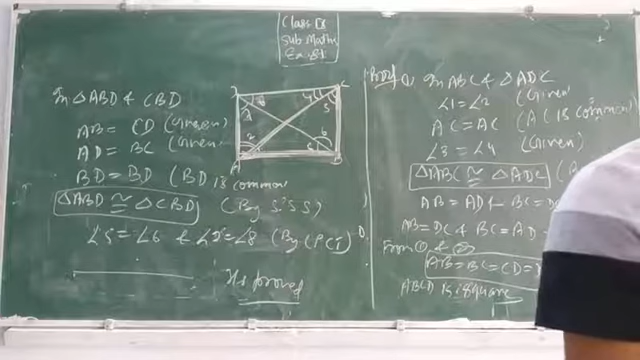 Class IX
Sub Maths
Ex-8.1
In △ ABD & CBD
AB = CD (Given)
AD = BC (Given
BD = BD (BD is common
△ABD ≅ △CBD (By S'S'S)
∠5 = ∠6 & ∠7 = ∠8 (By CPCT)
Hs proved
Proof (1) In ABC & △ ADC
∠1 = ∠2 (Given
AC = AC (AC is common)
∠3 = ∠4 (Given)
△ABC ≅ △ADC
AB = AD & BC = D
AB = DC & BC = AD =
From ① & ②
AB = BC = CD =
ABCD is square